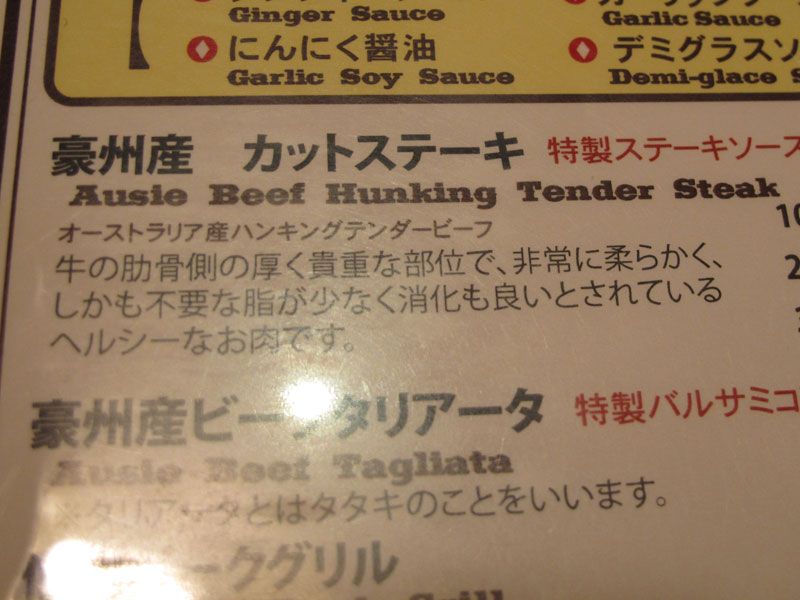 Ginger Sauce
Garlic Sauce
にんにく醤油
デミグラスソ
Garlic Soy Sauce
Demi-glace S
豪州産 カットステーキ 特製ステーキソース
Ausie Beef Hunking Tender Steak
オーストラリア産ハンキングテンダービーフ
10
牛の肋骨側の厚く貴重な部位で、非常に柔らかく、
2
しかも不要な脂が少なく消化も良いとされている
ヘルシーなお肉です。
豪州産ビーフタリアータ 特製バルサミコ
Ausie Beef Tagliata
※タリアータとはタタキのことをいいます。
ークグリル
Grill